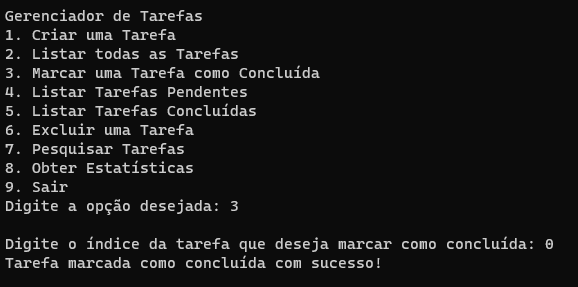 Gerenciador de Tarefas
1. Criar uma Tarefa
2. Listar todas as Tarefas
3. Marcar uma Tarefa como Concluída
4. Listar Tarefas Pendentes
5. Listar Tarefas Concluídas
6. Excluir uma Tarefa
7. Pesquisar Tarefas
8. Obter Estatísticas
9. Sair
Digite a opção desejada: 3
Digite o índice da tarefa que deseja marcar como concluída: 0
Tarefa marcada como concluída com sucesso!